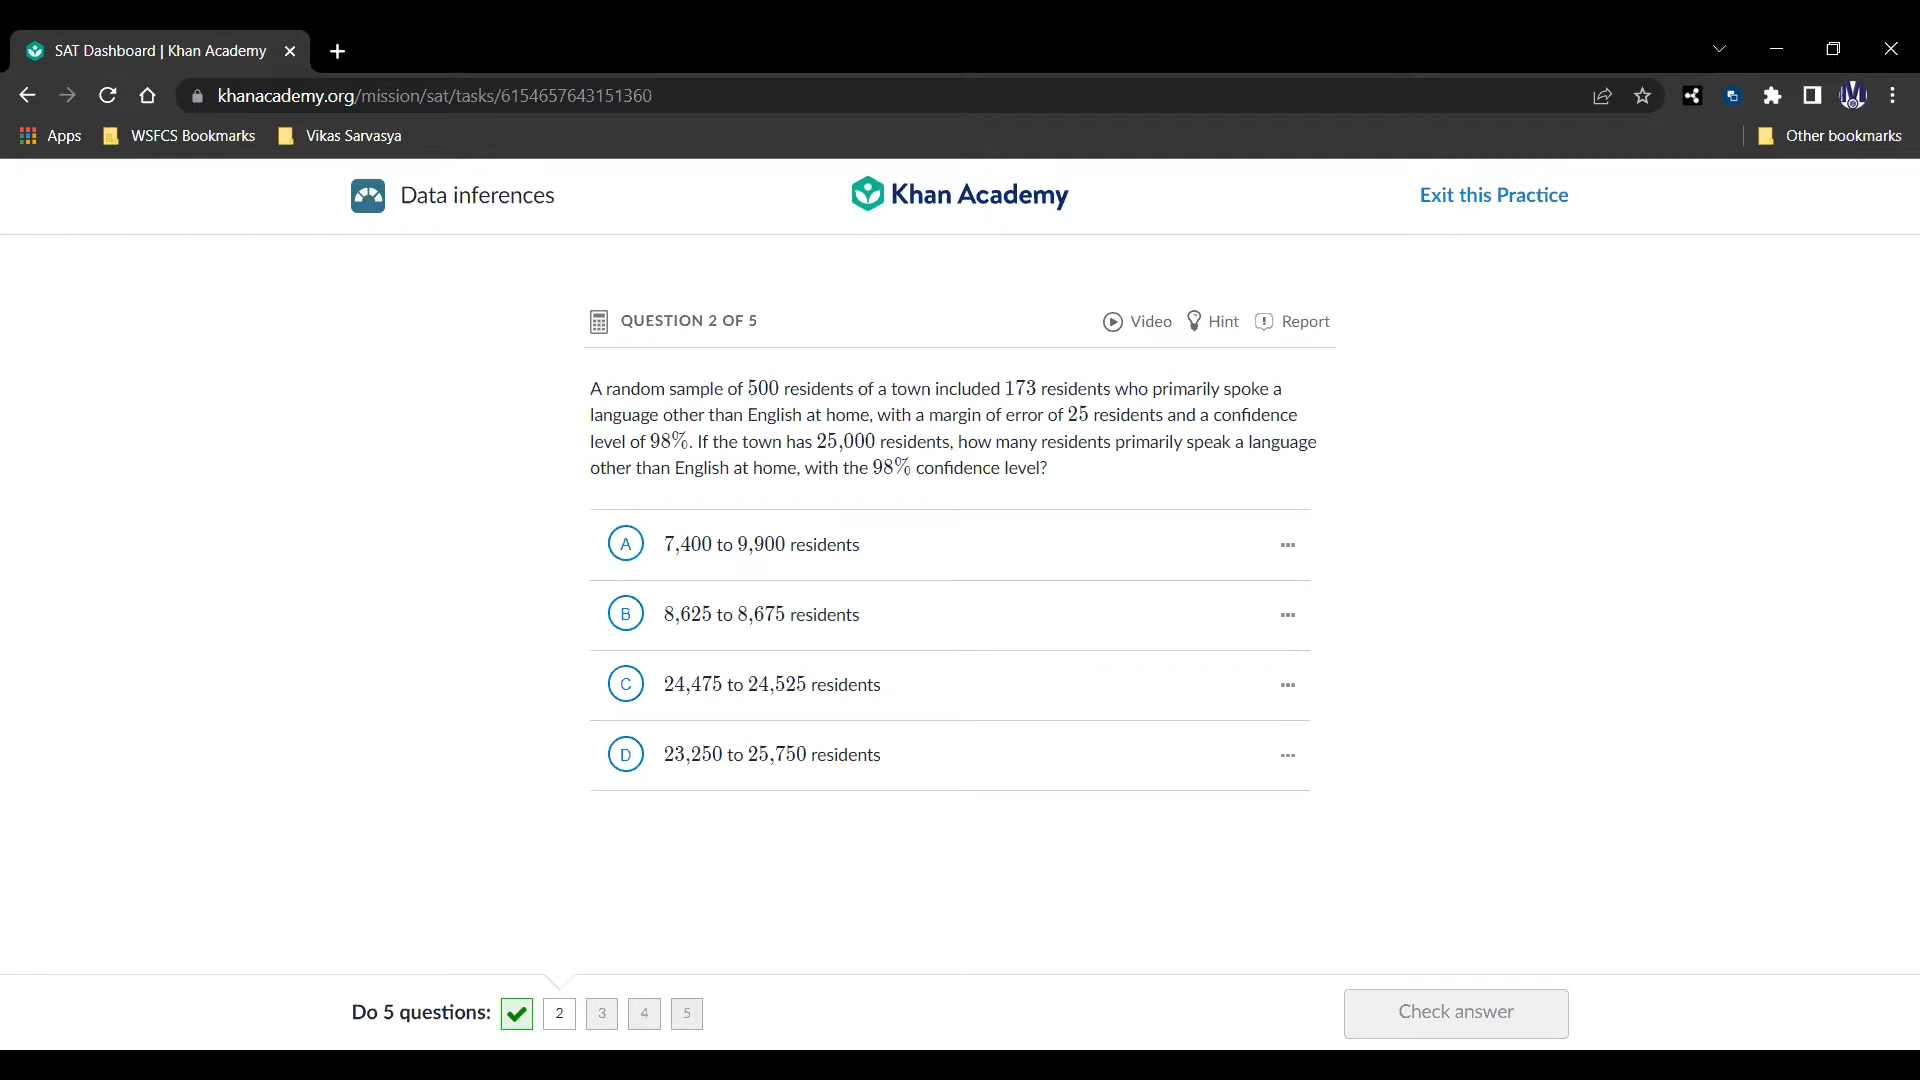 SAT Dashboard | Khan Academy
khanacademy.org/mission/sat/tasks/6154657643151360
Apps WSFCS Bookmarks Vikas Sarvasya Other bookmarks
Data inferences Khan Academy Exit this Practice
QUESTION 2 OF 5 Video Hint Report
A random sample of 500 residents of a town included 173 residents who primarily spoke a
language other than English at home, with a margin of error of 25 residents and a confidence
level of 98%. If the town has 25,000 residents, how many residents primarily speak a language
other than English at home, with the 98% confidence level?
A 7,400 to 9,900 residents
B 8,625 to 8,675 residents
C 24,475 to 24,525 residents
D 23,250 to 25,750 residents
Do 5 questions: 2 3 4 5 Check answer